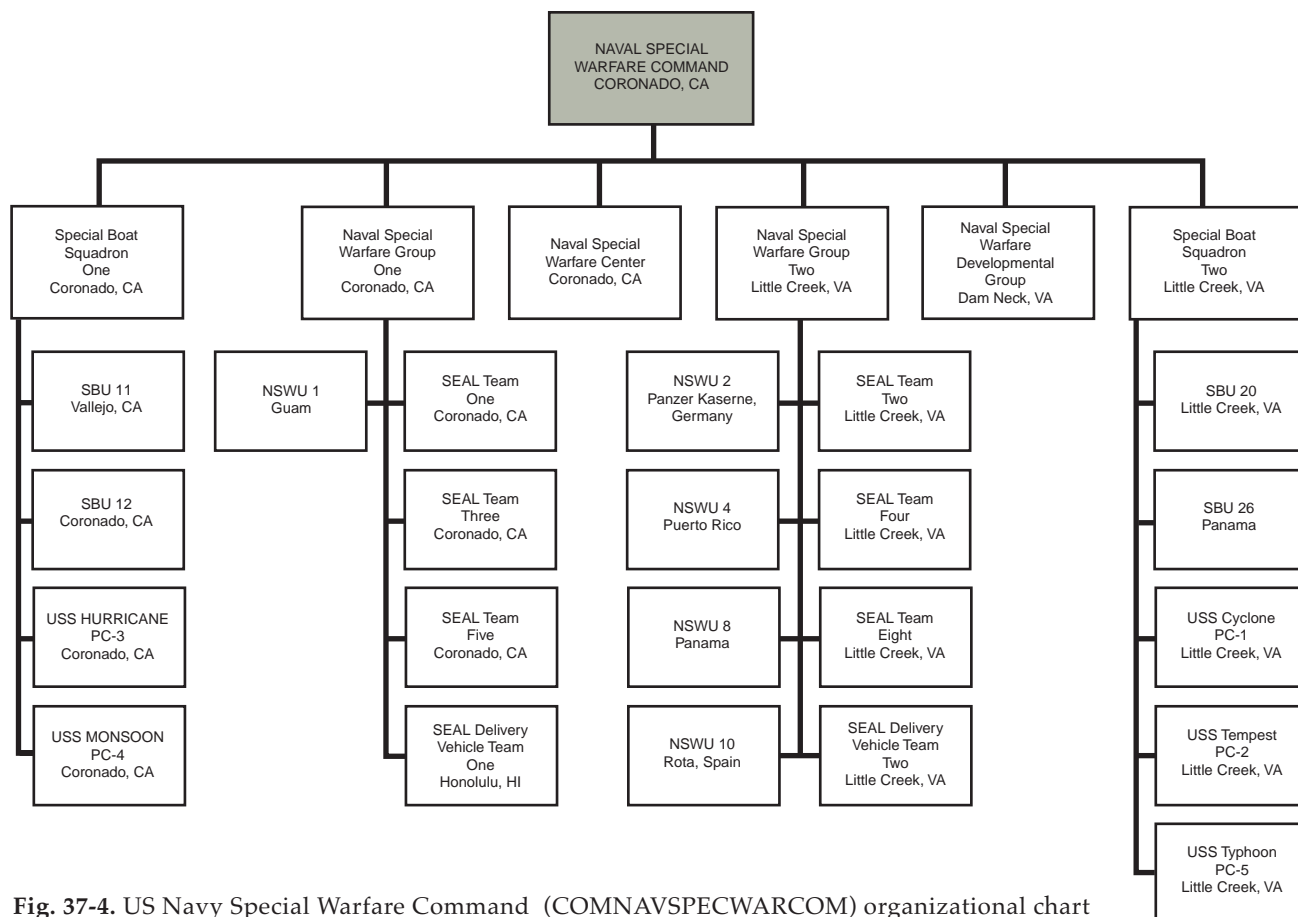 NAVAL SPECIAL
WARFARE COMMAND
CORONADO, CA
Special Boat
Squadron
One
Coronado, CA
Naval Special
Warfare Group
One
Coronado, CA
Naval Special
Warfare Center
Coronado, CA
Naval Special
Warfare Group
Two
Little Creek, VA
Naval Special
Warfare
Developmental
Group
Dam Neck, VA
Special Boat
Squadron
Two
Little Creek, VA
SBU 11
Vallejo, CA
NSWU 1
Guam
SEAL Team
One
Coronado, CA
NSWU 2
Panzer Kaserne,
Germany
SEAL Team
Two
Little Creek, VA
SBU 20
Little Creek, VA
SBU 12
Coronado, CA
SEAL Team
Three
Coronado, CA
NSWU 4
Puerto Rico
SEAL Team
Four
Little Creek, VA
SBU 26
Panama
USS HURRICANE
PC-3
Coronado, CA
SEAL Team
Five
Coronado, CA
NSWU 8
Panama
SEAL Team
Eight
Little Creek, VA
USS Cyclone
PC-1
Little Creek, VA
USS MONSOON
PC-4
Coronado, CA
SEAL Delivery
Vehicle Team
One
Honolulu, HI
NSWU 10
Rota, Spain
SEAL Delivery
Vehicle Team
Two
Little Creek, VA
USS Tempest
PC-2
Little Creek, VA
USS Typhoon
PC-5
Little Creek, VA
Fig. 37-4. US Navy Special Warfare Command (COMNAVSPECWARCOM) organizational chart